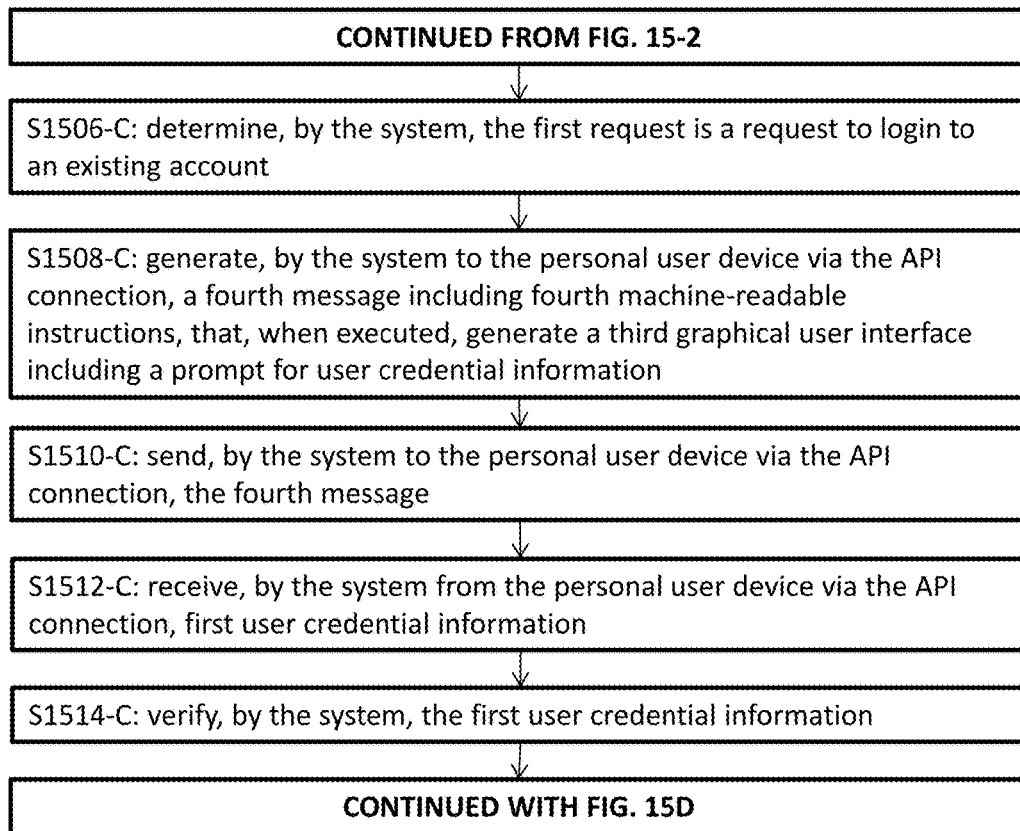 CONTINUED FROM FIG. 15-2
S1506-C: determine, by the system, the first request is a request to login to
an existing account
S1508-C: generate, by the system to the personal user device via the API
connection, a fourth message including fourth machine-readable
instructions, that, when executed, generate a third graphical user interface
including a prompt for user credential information
S1510-C: send, by the system to the personal user device via the API
connection, the fourth message
S1512-C: receive, by the system from the personal user device via the API
connection, first user credential information
S1514-C: verify, by the system, the first user credential information
CONTINUED WITH FIG. 15D